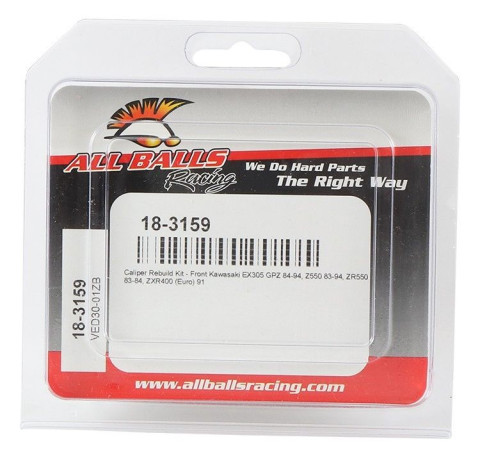 ALL BALLS
Racing
We Do Hard Parts
The Right Way
18-3159
Caliper Rebuild Kit - Front Kawasaki EX305 GPZ 84-94, Z550 83-94, ZR550
83-84, ZXR400 (Euro) 91
18-3159
VED30-01ZB
www.allballsracing.com